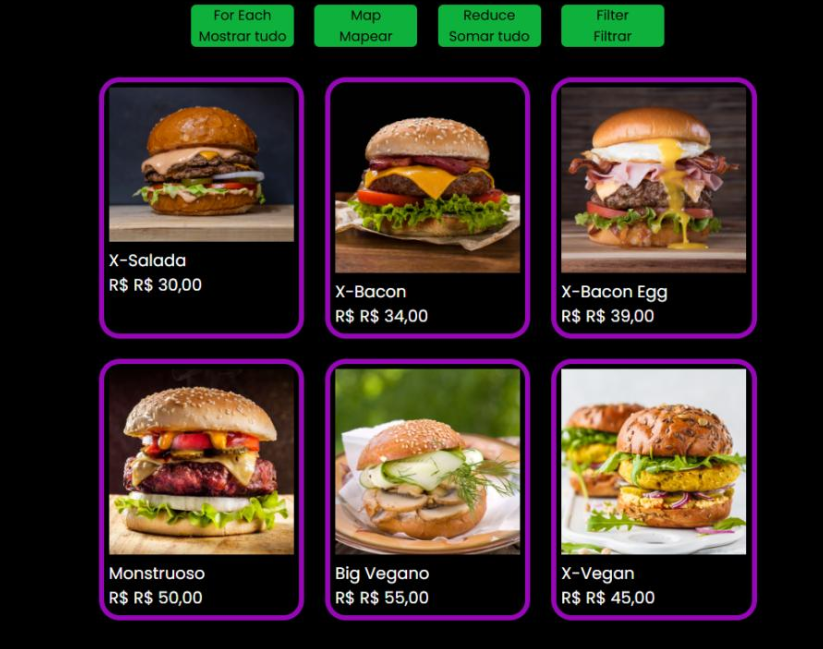 For Each
Mostrar tudo
Map
Mapear
Reduce
Somar tudo
Filter
Filtrar
X-Salada
R$ R$ 30,00
X-Bacon
R$ R$ 34,00
X-Bacon Egg
R$ R$ 39,00
Monstruoso
R$ R$ 50,00
Big Vegano
R$ R$ 55,00
X-Vegan
R$ R$ 45,00